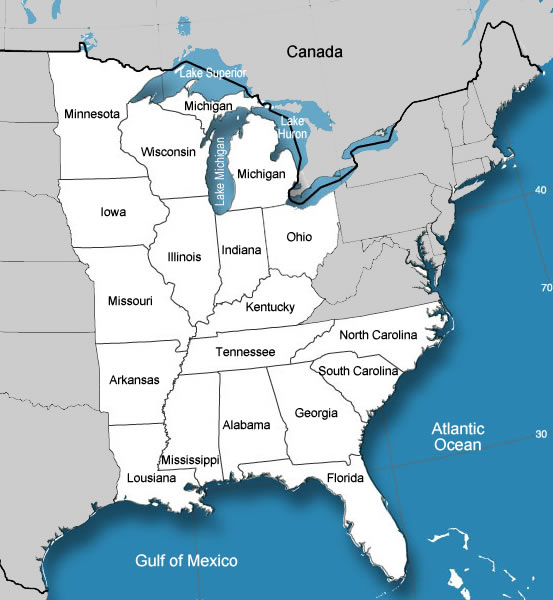 Canada
Lake Superior
Minnesota
Michigan
Lake
Huron
Wisconsin
Lake Michigan
Michigan
40
Iowa
Ohio
Indiana
Illinois
70
Missouri
Kentucky
North Carolina
Tennessee
South Carolina
Arkansas
Georgia
Alabama
Atlantic
Ocean
30
Mississippi
Lousiana
Florida
Gulf of Mexico